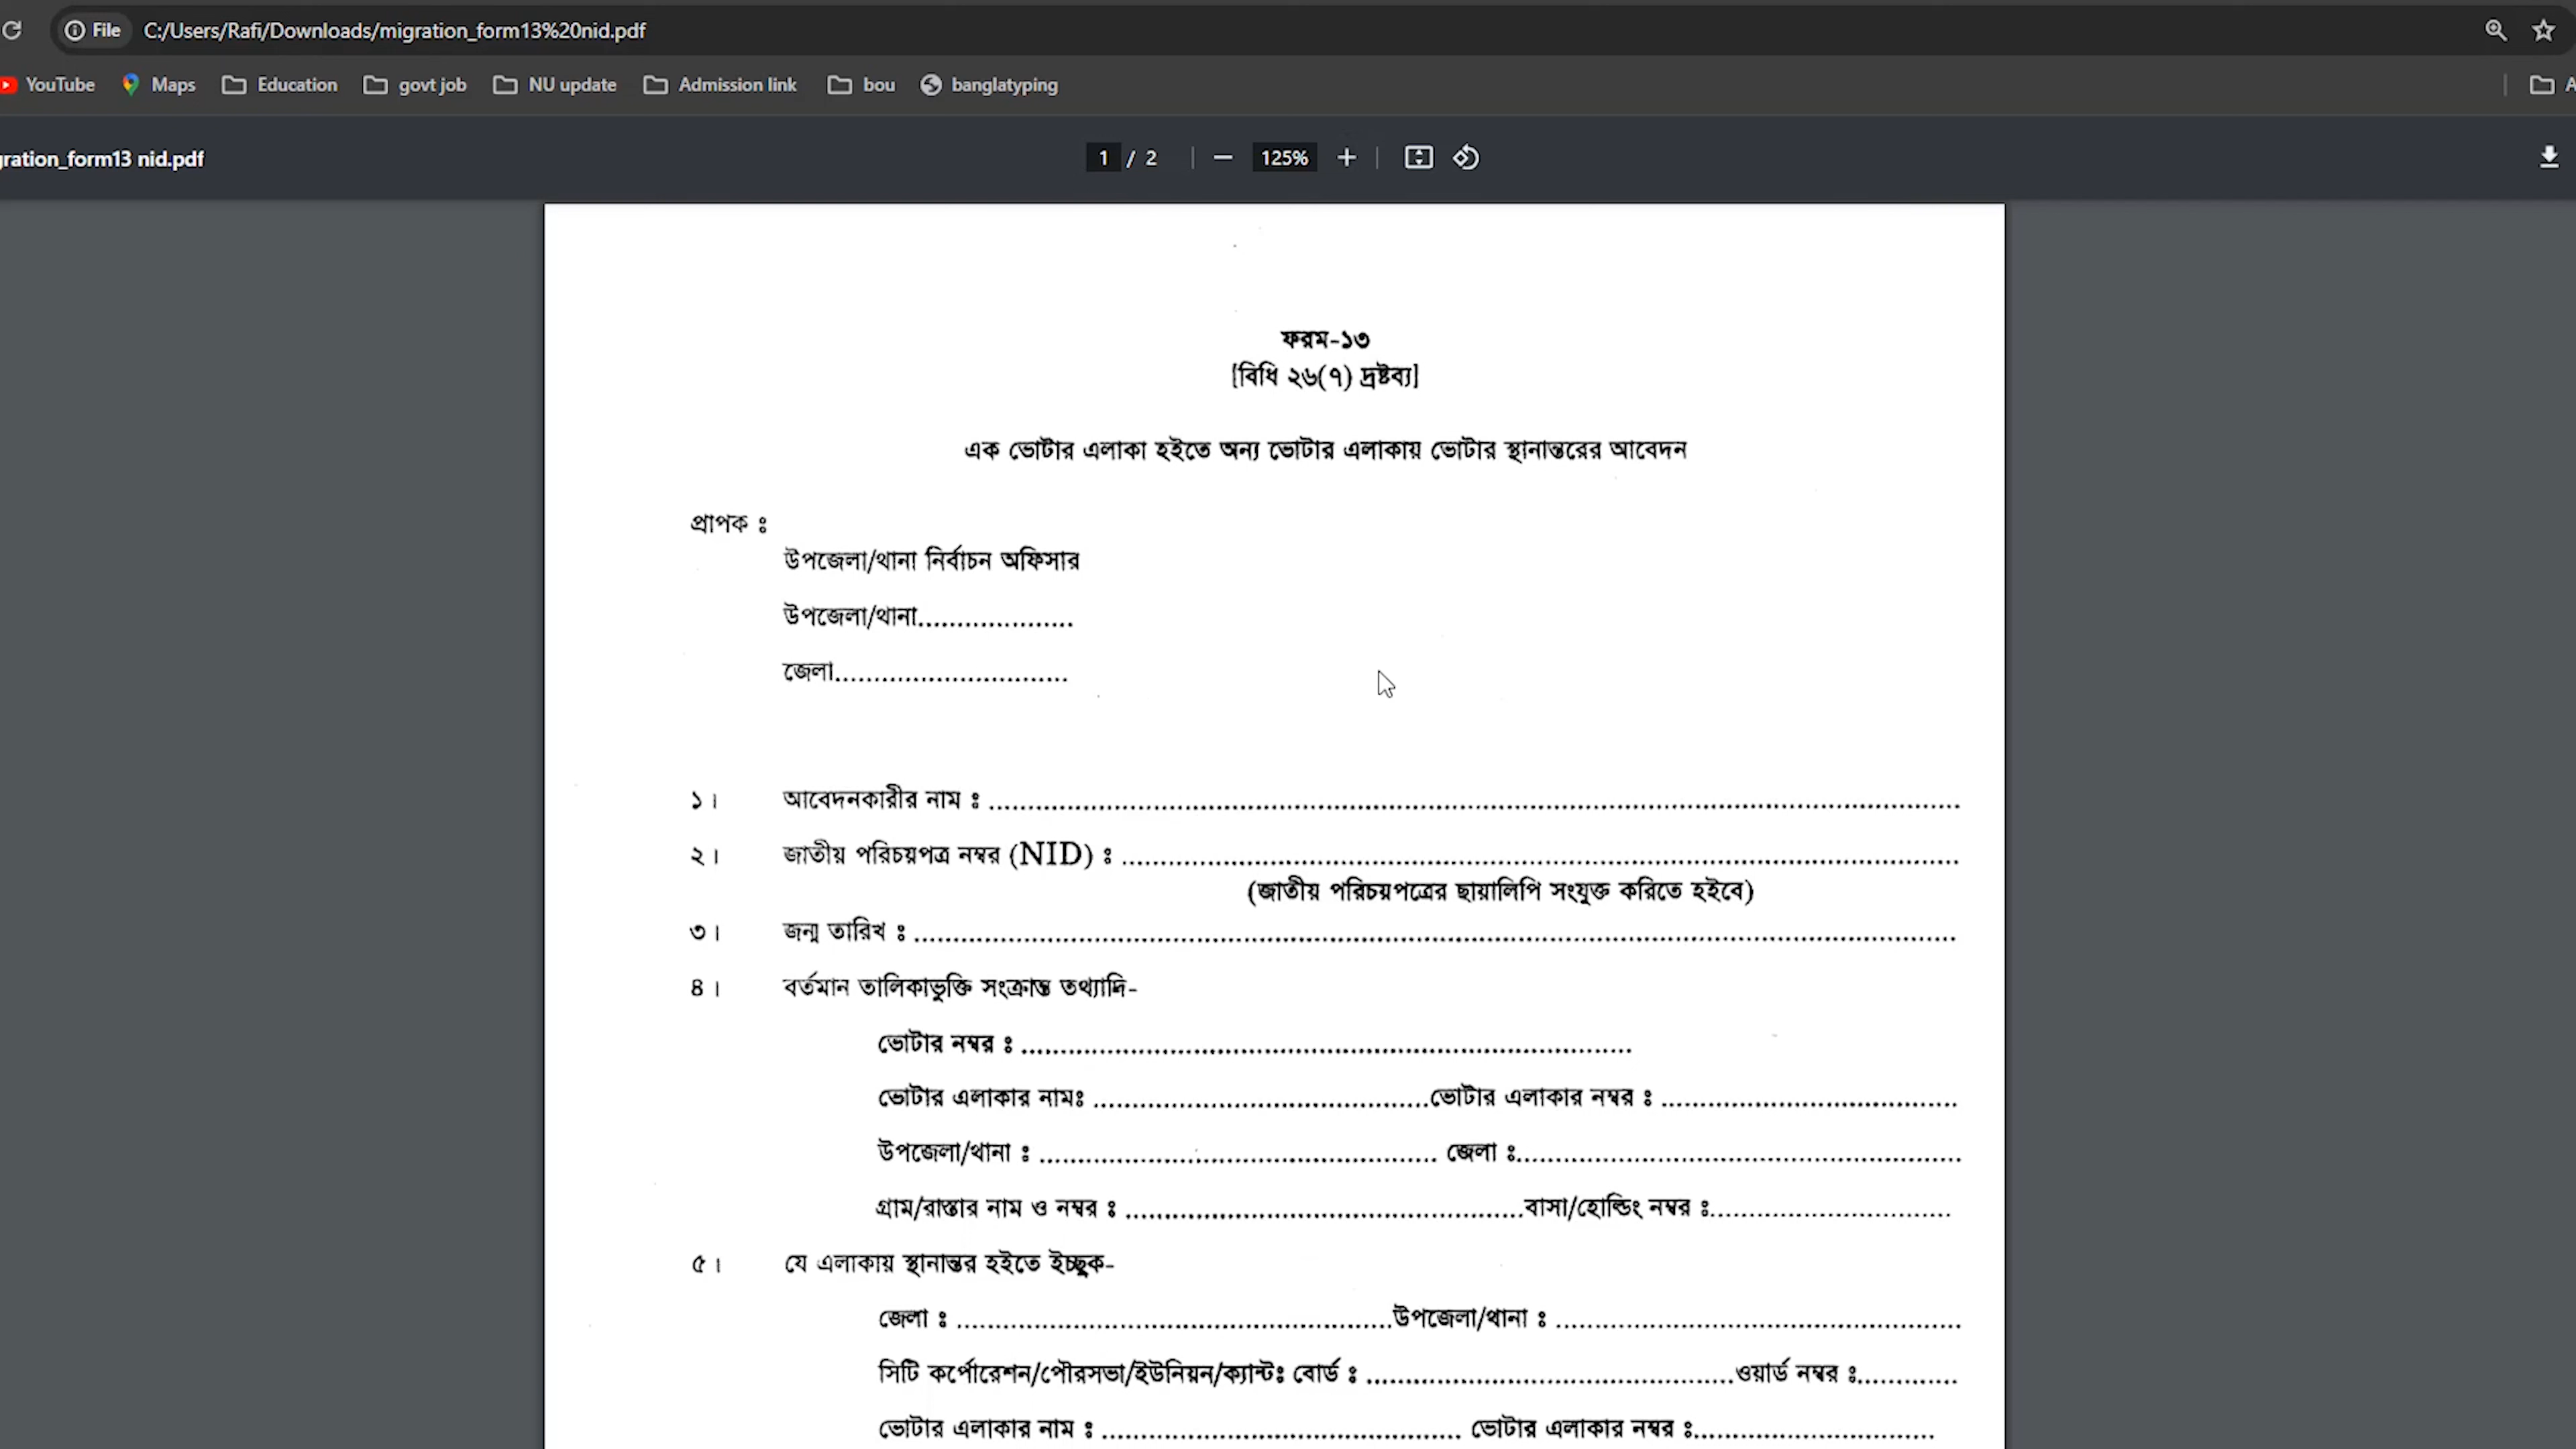 File C:/Users/Rafi/Downloads/migration_form13%20nid.pdf
YouTube Maps Education govt job NU update Admission link bou banglatyping
gration_form13 nid.pdf 1 / 2 125%
ফরম-১৩
[বিধি ২৬(৭) দ্রষ্টব্য]
এক ভোটার এলাকা হইতে অন্য ভোটার এলাকায় ভোটার স্থানান্তরের আবেদন
প্রাপক ঃ
উপজেলা/থানা নির্বাচন অফিসার
উপজেলা/থানা....................
জেলা..............................
১। আবেদনকারীর নাম ঃ ................................................................
২। জাতীয় পরিচয়পত্র নম্বর (NID) ঃ ................................................................
(জাতীয় পরিচয়পত্রের ছায়ালিপি সংযুক্ত করিতে হইবে)
৩। জন্ম তারিখ ঃ ................................................................
৪। বর্তমান তালিকাভুক্তি সংক্রান্ত তথ্যাদি-
ভোটার নম্বর ঃ ................................................................
ভোটার এলাকার নামঃ ...........................................ভোটার এলাকার নম্বর ঃ ......................................
উপজেলা/থানা ঃ ................................................... জেলা ঃ.........................................................
গ্রাম/রাস্তার নাম ও নম্বর ঃ ...................................................বাসা/হোল্ডিং নম্বর ঃ...............................
৫। যে এলাকায় স্থানান্তর হইতে ইচ্ছুক-
জেলা ঃ ........................................................উপজেলা/থানা ঃ ....................................................
সিটি কর্পোরেশন/পৌরসভা/ইউনিয়ন/ক্যান্টঃ বোর্ড ঃ ...............................................ওয়ার্ড নম্বর ঃ.............
ভোটার এলাকার নাম ঃ .............................................. ভোটার এলাকার নম্বর ঃ...............................